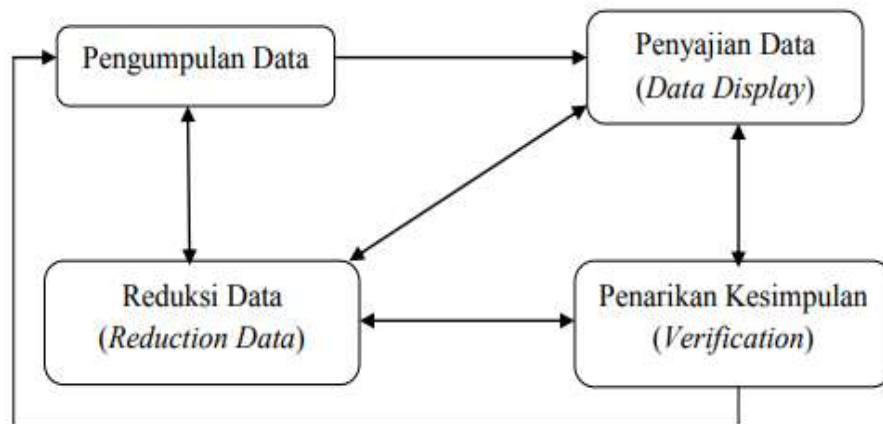 Pengumpulan Data
Penyajian Data
(Data Display)
Reduksi Data
(Reduction Data)
Penarikan Kesimpulan
(Verification)